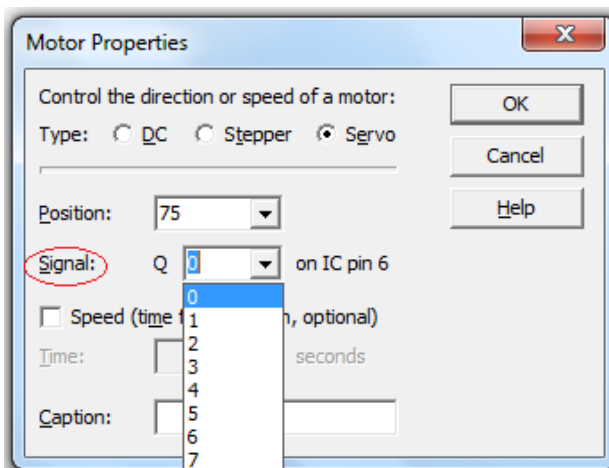 Motor Properties
Control the direction or speed of a motor:
Type: DC Stepper Servo
OK
Cancel
Help
Position: 75
Signal: Q 0 on IC pin 6
0
1
2
3
4
5
6
7
Speed (time n, optional)
Time: seconds
Caption: